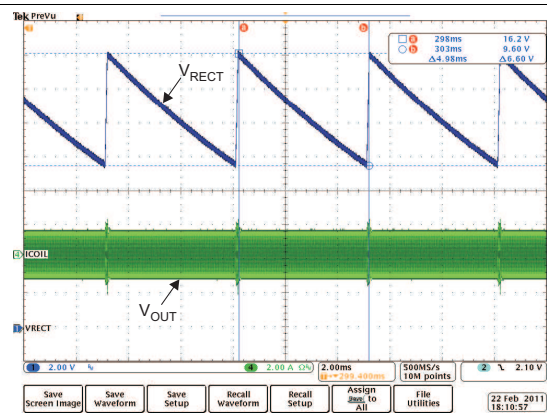 Tek PreVu
a b
a 298ms 16.2 V
b 303ms 9.60 V
Δ4.98ms Δ6.60 V
VRECT
4 ICOIL
VOUT
1 VRECT
1 2.00 V 4 2.00 A Ω 2.00ms 500MS/s 2 2.10 V
299.400ms 10M points
Save Screen Image Save Waveform Save Setup Recall Waveform Recall Setup Assign Save to All File Utilities
22 Feb 2011
18:10:57